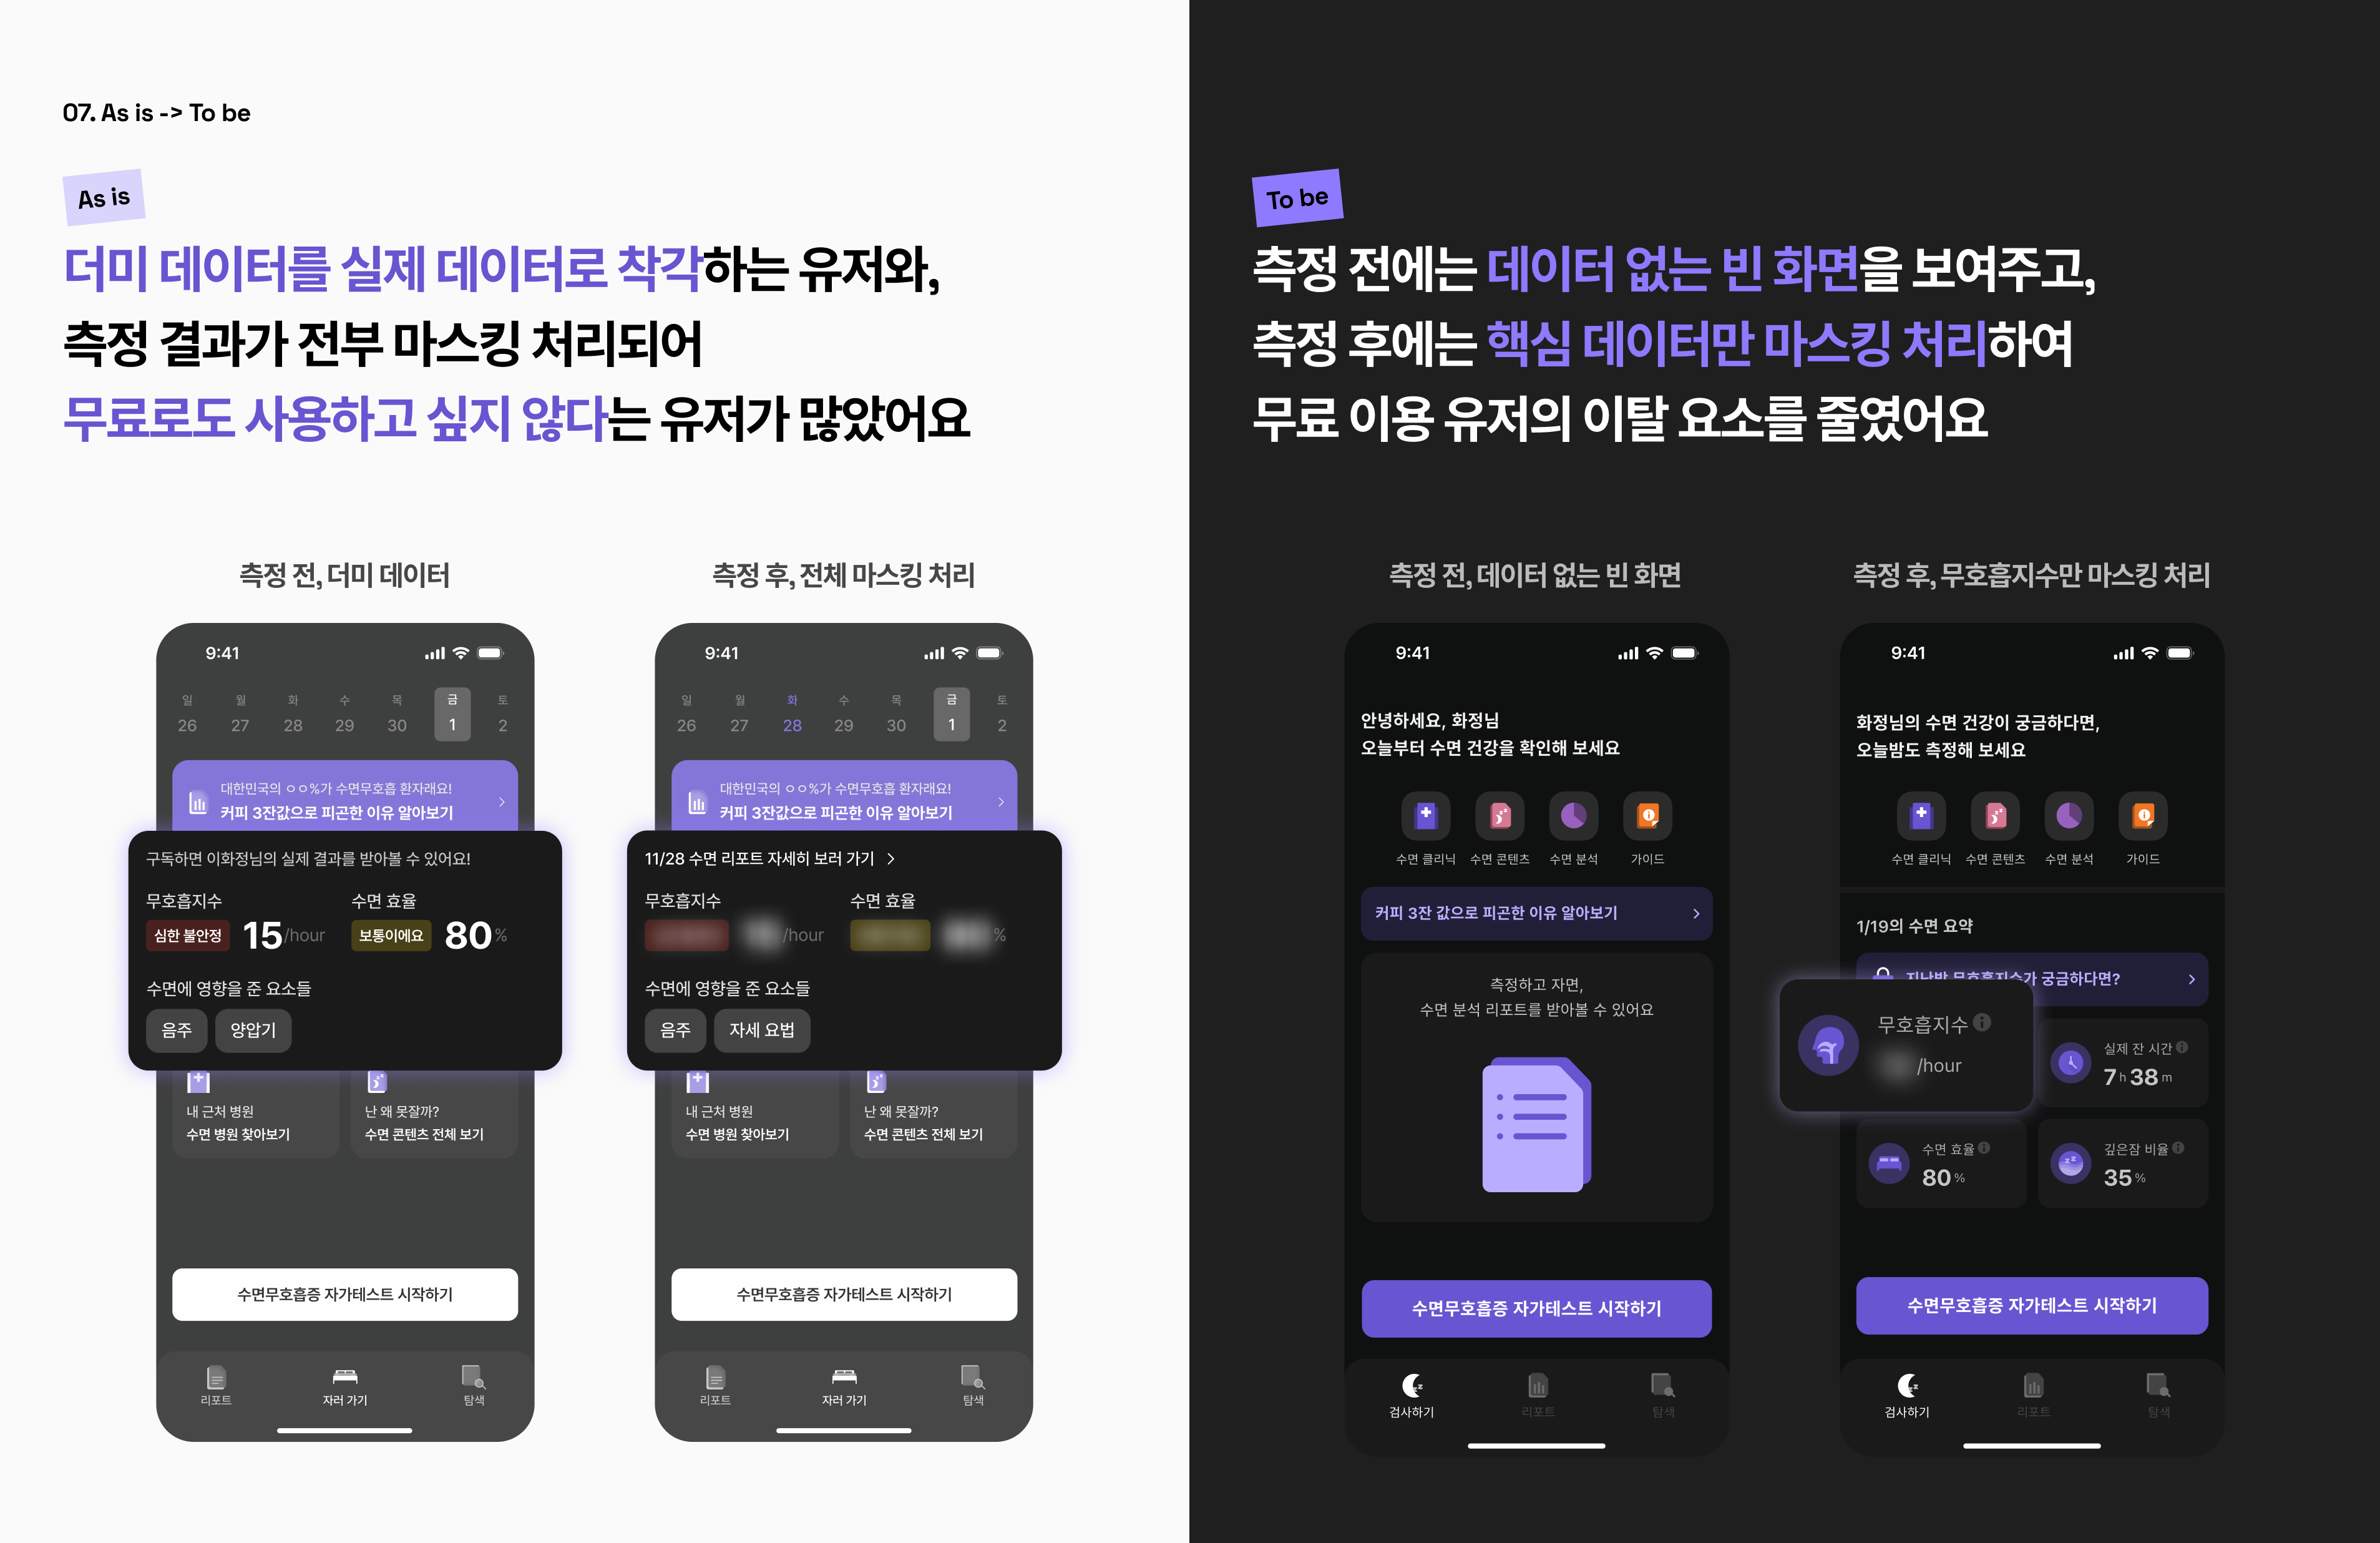 07. As is -> To be
As is
더미 데이터를 실제 데이터로 착각하는 유저와,
측정 결과가 전부 마스킹 처리되어
무료로도 사용하고 싶지 않다는 유저가 많았어요
측정 전, 더미 데이터
9:41
일 월 화 수 목 금 토
26 27 28 29 30 1 2
대한민국의 ㅇㅇ%가 수면무호흡 환자래요!
커피 3잔값으로 피곤한 이유 알아보기
구독하면 이화정님의 실제 결과를 받아볼 수 있어요!
무호흡지수 수면 효율
심한 불안정 15/hour 보통이에요 80%
수면에 영향을 준 요소들
음주 양압기
내 근처 병원 난 왜 못잘까?
수면 병원 찾아보기 수면 콘텐츠 전체 보기
수면무호흡증 자가테스트 시작하기
리포트 자러 가기 탐색
측정 후, 전체 마스킹 처리
9:41
일 월 화 수 목 금 토
26 27 28 29 30 1 2
대한민국의 ㅇㅇ%가 수면무호흡 환자래요!
커피 3잔값으로 피곤한 이유 알아보기
11/28 수면 리포트 자세히 보러 가기
무호흡지수 수면 효율
/hour %
수면에 영향을 준 요소들
음주 자세 요법
내 근처 병원 난 왜 못잘까?
수면 병원 찾아보기 수면 콘텐츠 전체 보기
수면무호흡증 자가테스트 시작하기
리포트 자러 가기 탐색
To be
측정 전에는 데이터 없는 빈 화면을 보여주고,
측정 후에는 핵심 데이터만 마스킹 처리하여
무료 이용 유저의 이탈 요소를 줄였어요
측정 전, 데이터 없는 빈 화면
9:41
안녕하세요, 화정님
오늘부터 수면 건강을 확인해 보세요
수면 클리닉 수면 콘텐츠 수면 분석 가이드
커피 3잔 값으로 피곤한 이유 알아보기
측정하고 자면,
수면 분석 리포트를 받아볼 수 있어요
수면무호흡증 자가테스트 시작하기
검사하기 리포트 탐색
측정 후, 무호흡지수만 마스킹 처리
9:41
화정님의 수면 건강이 궁금하다면,
오늘밤도 측정해 보세요
수면 클리닉 수면 콘텐츠 수면 분석 가이드
1/19의 수면 요약
지난밤 무호흡지수가 궁금하다면?
무호흡지수
/hour
실제 잔 시간
7 h 38 m
수면 효율
80 %
깊은잠 비율
35 %
수면무호흡증 자가테스트 시작하기
검사하기 리포트 탐색